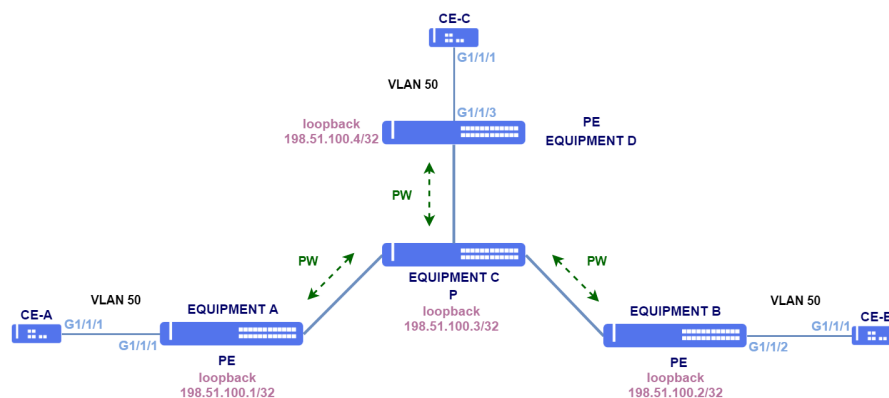 CE-C
G1/1/1
VLAN 50
G1/1/3
loopback
198.51.100.4/32
PE
EQUIPMENT D
PW
PW
PW
EQUIPMENT C
P
loopback
198.51.100.3/32
CE-A
VLAN 50
EQUIPMENT A
G1/1/1
G1/1/1
PE
loopback
198.51.100.1/32
EQUIPMENT B
VLAN 50
CE-B
G1/1/1
G1/1/2
PE
loopback
198.51.100.2/32